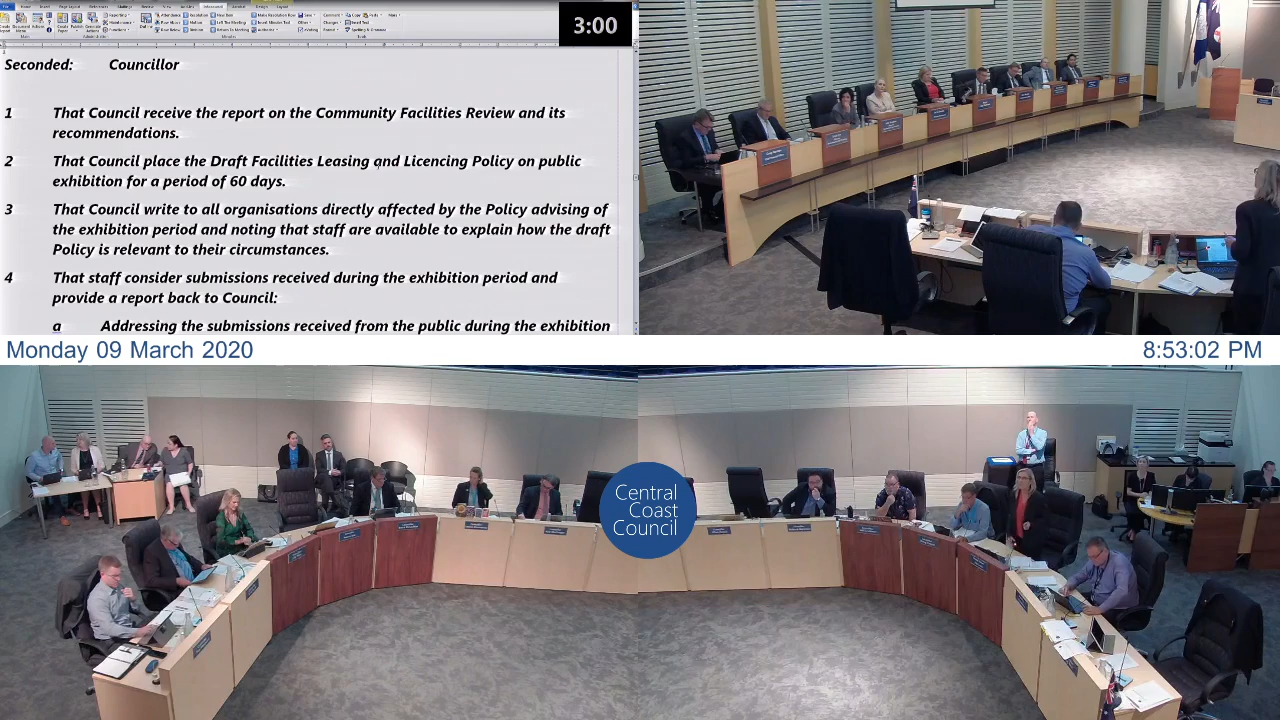 3:00
Seconded: Councillor
1 That Council receive the report on the Community Facilities Review and its
recommendations.
2 That Council place the Draft Facilities Leasing and Licencing Policy on public
exhibition for a period of 60 days.
3 That Council write to all organisations directly affected by the Policy advising of
the exhibition period and noting that staff are available to explain how the draft
Policy is relevant to their circumstances.
4 That staff consider submissions received during the exhibition period and
provide a report back to Council:
a Addressing the submissions received from the public during the exhibition
Monday 09 March 2020
8:53:02 PM
Central
Coast
Council